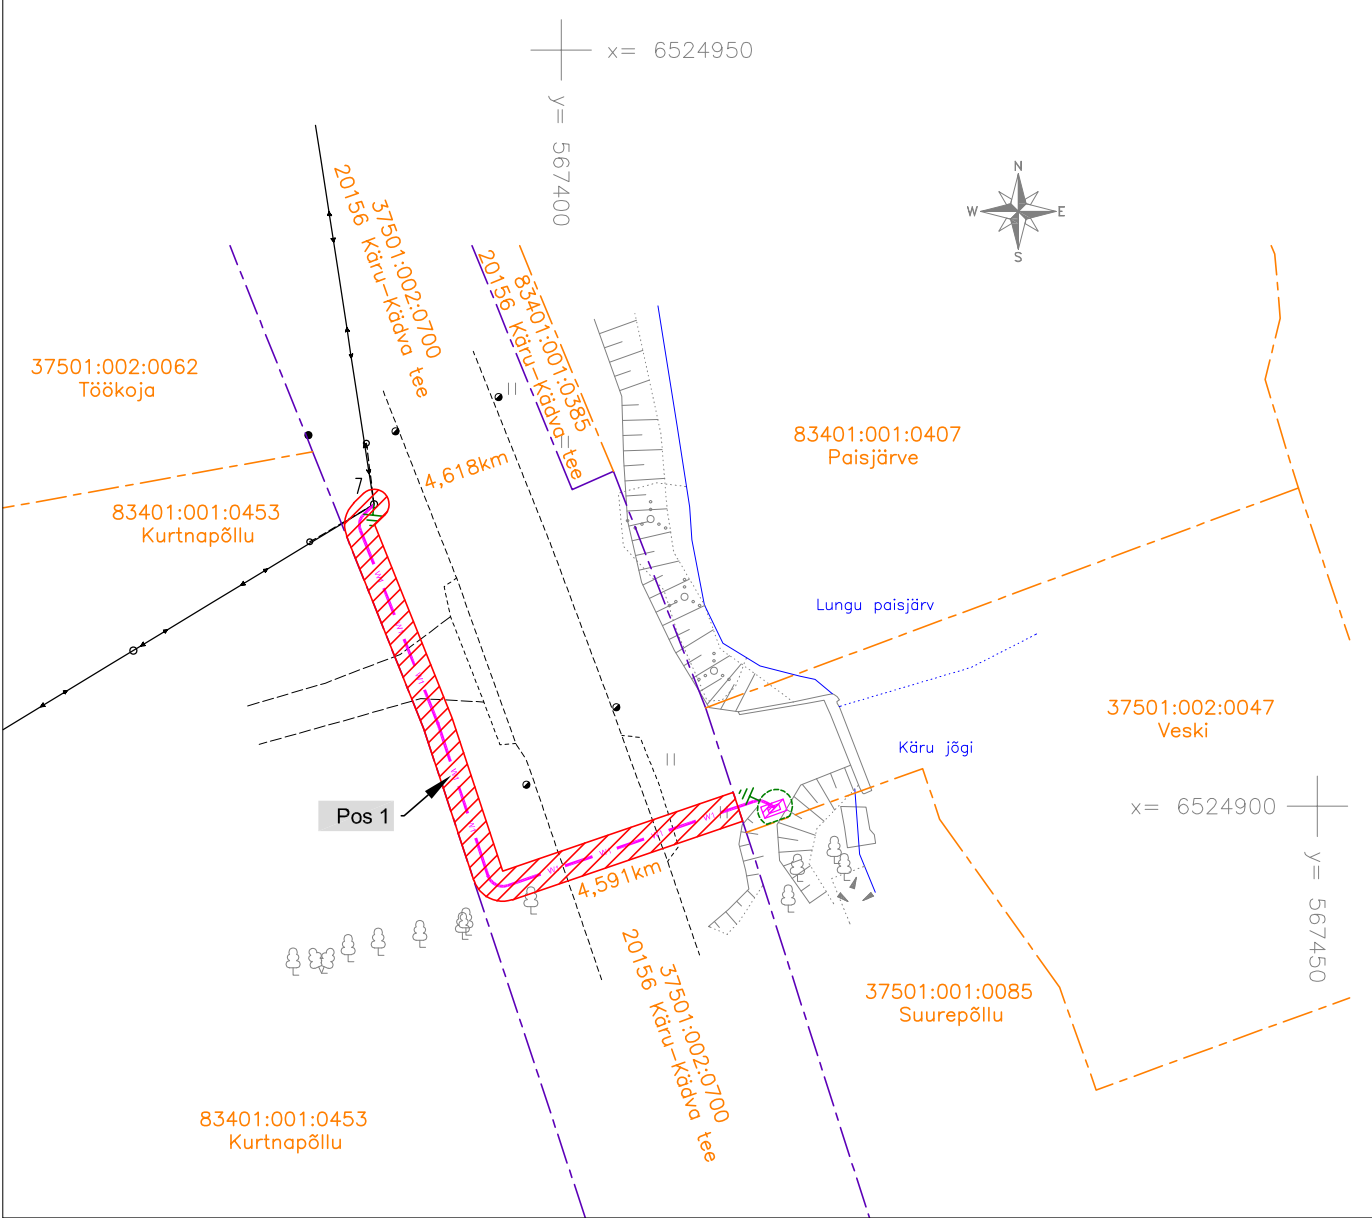 x= 6524950
y= 567400
N
W
E
S
37501:002:0700
20156 Käru-Kädva tee
83401:001:0385
20156 Käru-Kädva tee
37501:002:0062
Töökoja
4,618km
83401:001:0407
Paisjärve
7
83401:001:0453
Kurtnapõllu
Lungu paisjärv
37501:002:0047
Veski
Käru jõgi
x= 6524900
y= 567450
Pos 1
4,591km
37501:002:0700
20156 Käru-Kädva tee
37501:001:0085
Suurepõllu
83401:001:0453
Kurtnapõllu